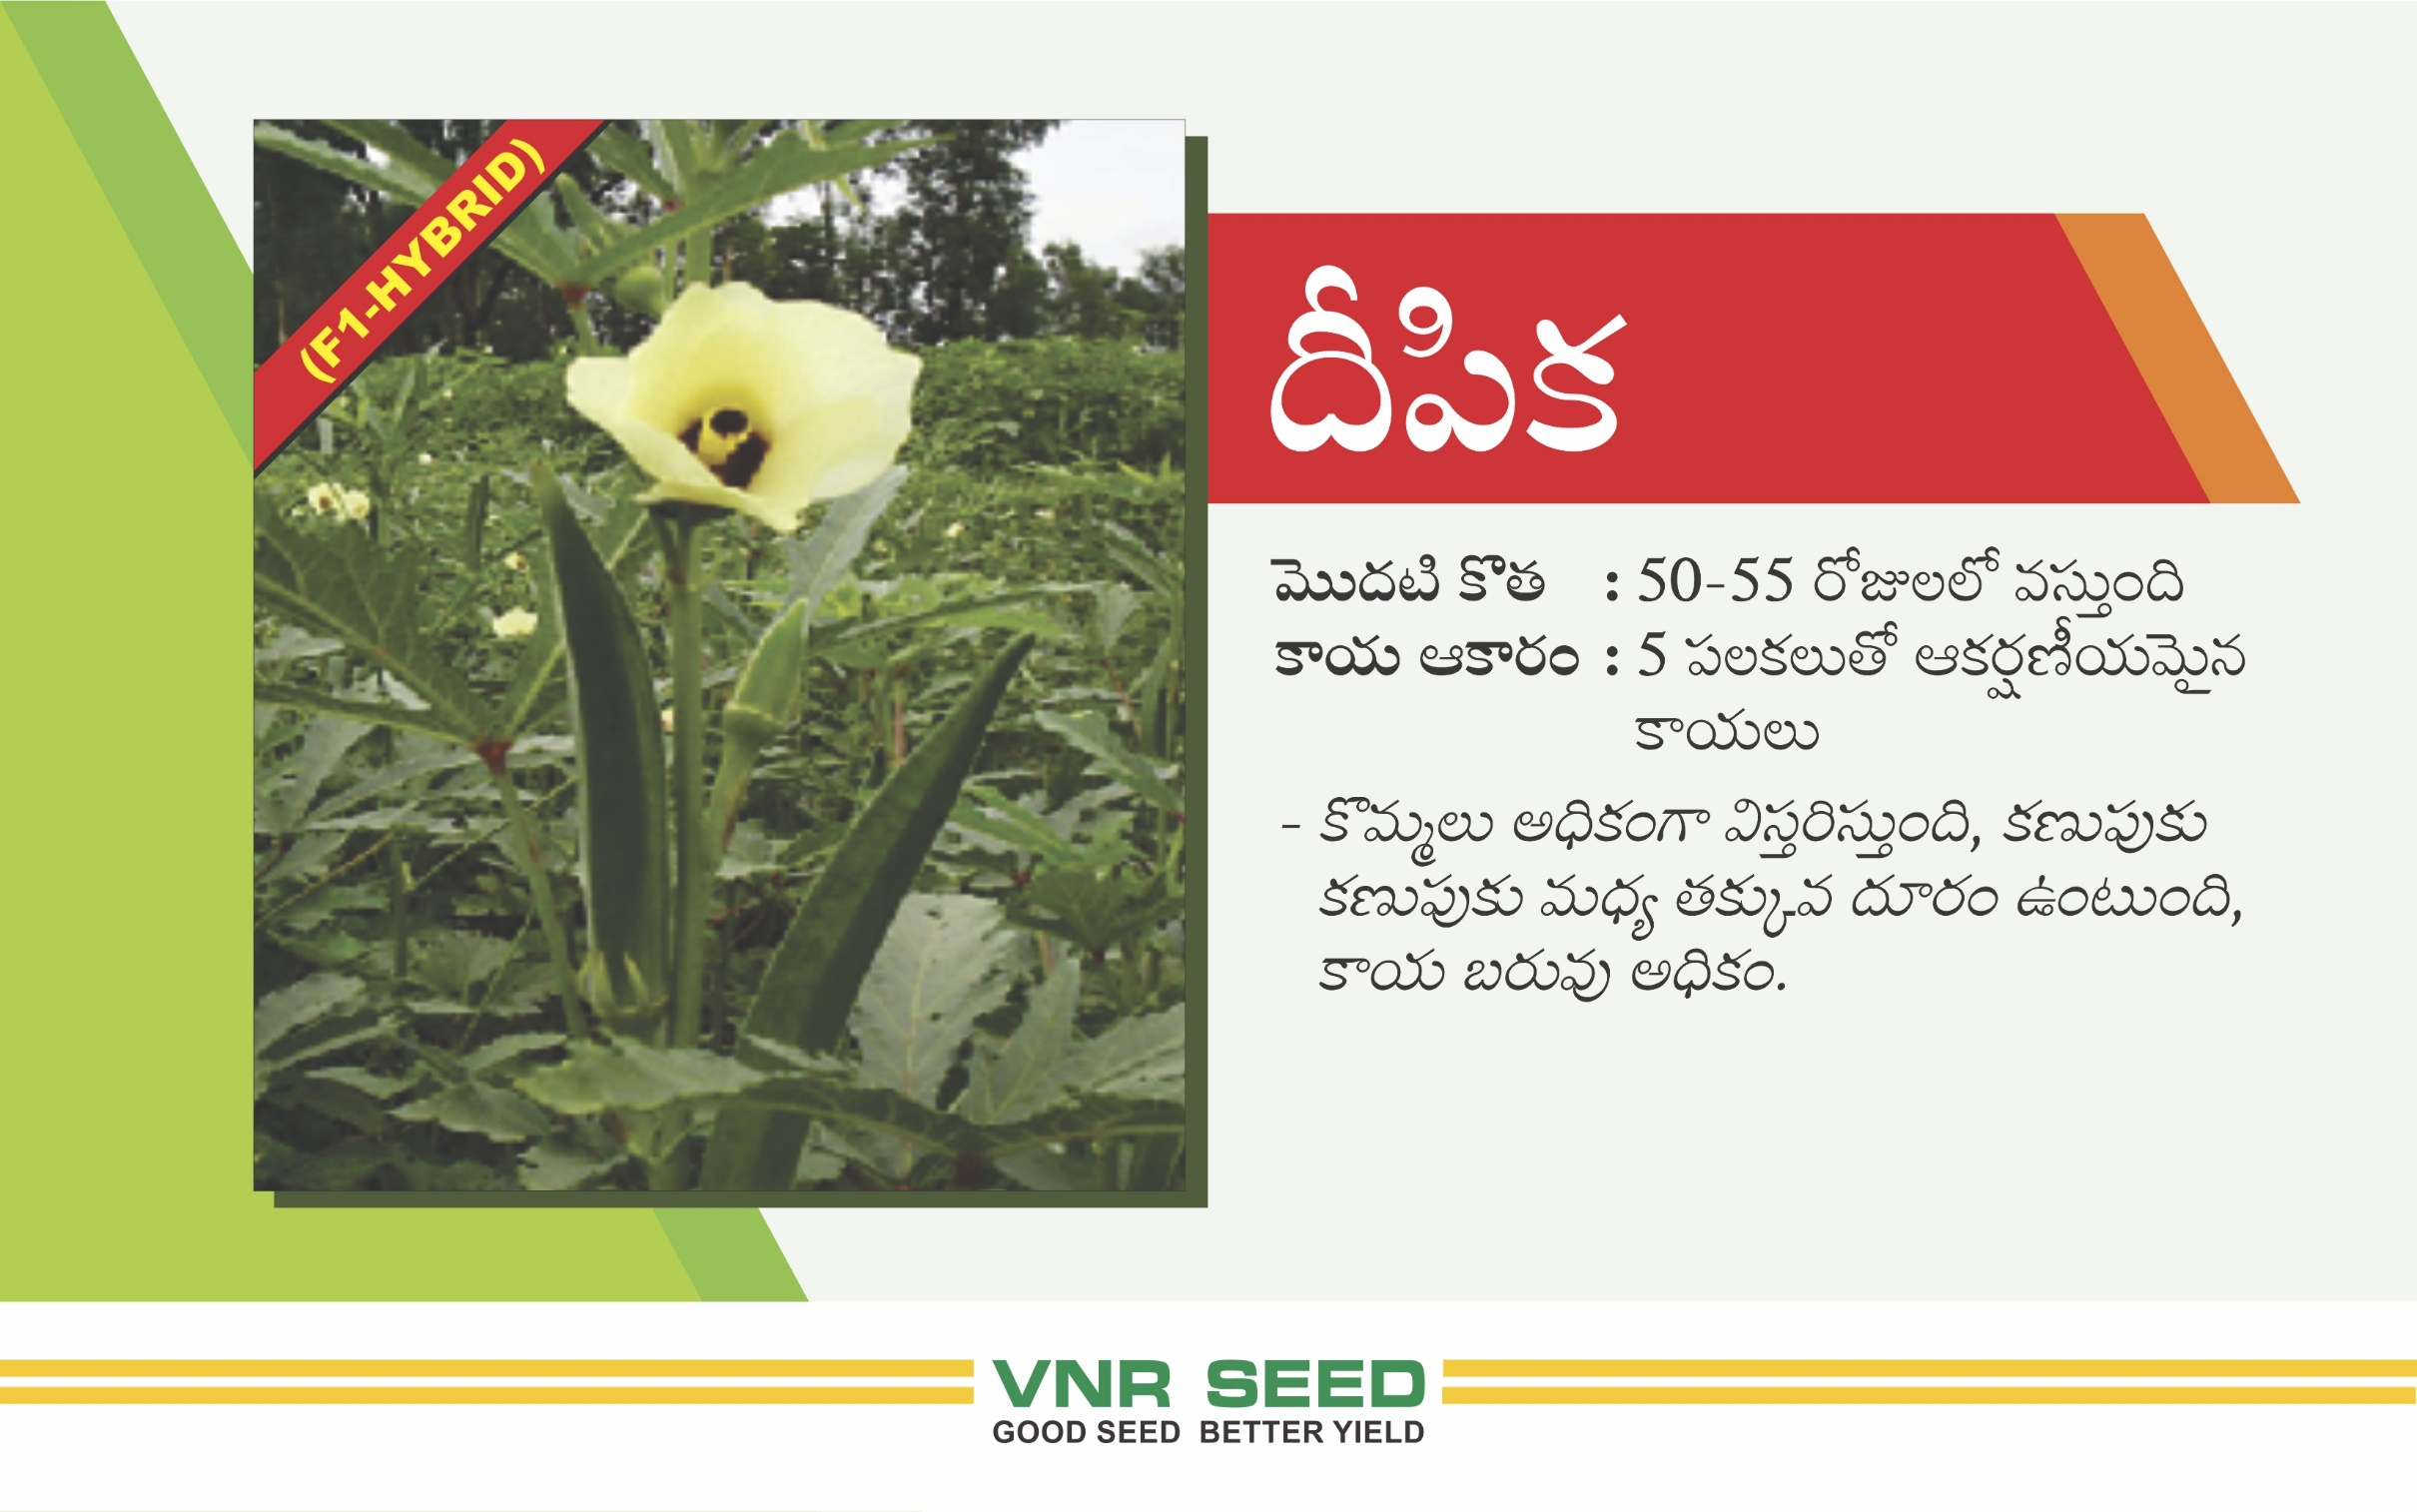 (F1-HYBRID))
దీపిక
మొదటి కోత : 50-55 రోజులలో వస్తుంది
కాయ ఆకారం : 5 పలకలుతో ఆకర్షణీయమైన
కాయలు
- కొమ్మలు అధికంగా విస్తరిస్తుంది, కణుపుకు
కణుపుకు మధ్య తక్కువ దూరం ఉంటుంది,
కాయ బరువు అధికం.
VNR SEED
GOOD SEED BETTER YIELD